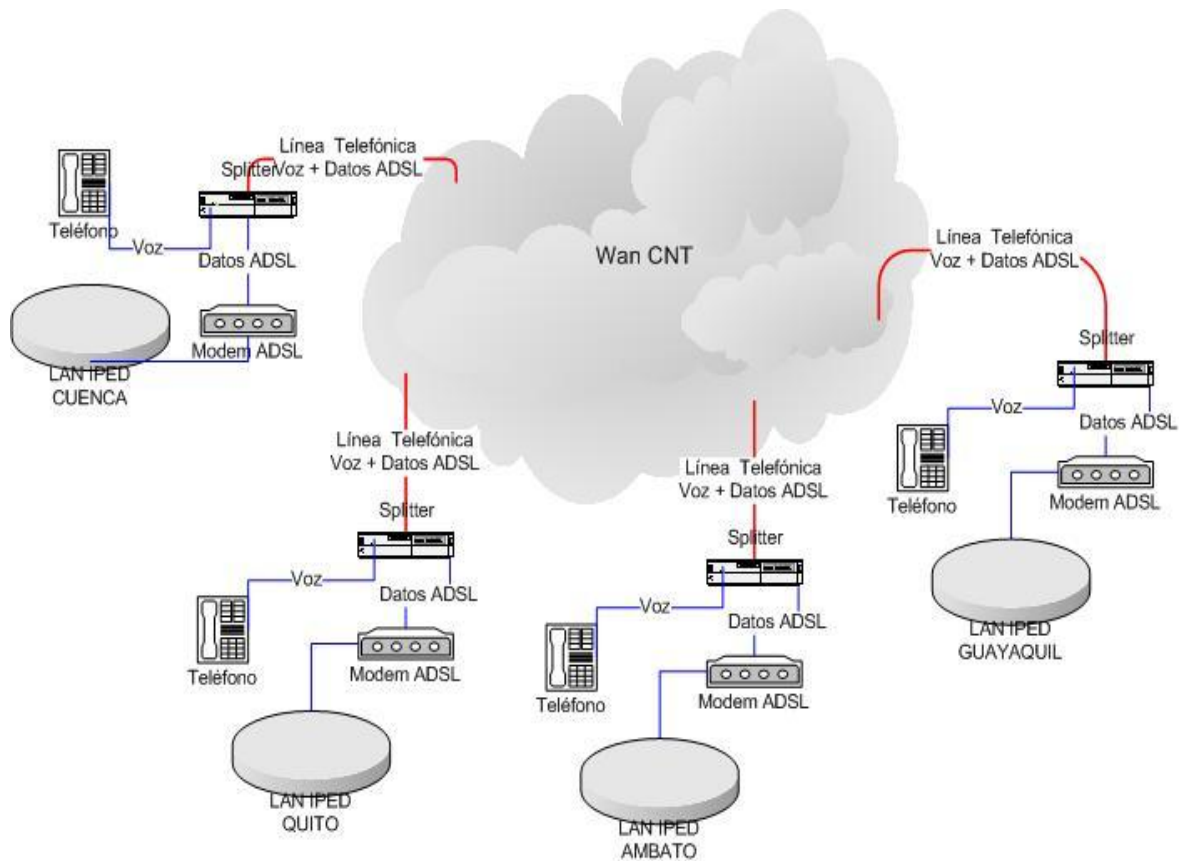 Línea Telefónica
Voz + Datos ADSL
Splitter
Teléfono
Voz
Datos ADSL
Modem ADSL
LAN IPED
CUENCA
Wan CNT
Línea Telefónica
Voz + Datos ADSL
Splitter
Voz
Datos ADSL
Teléfono
Modem ADSL
LAN IPED
GUAYAQUIL
Línea Telefónica
Voz + Datos ADSL
Splitter
Voz
Datos ADSL
Teléfono
Modem ADSL
LAN IPED
QUITO
Línea Telefónica
Voz + Datos ADSL
Splitter
Voz
Datos ADSL
Teléfono
Modem ADSL
LAN IPED
AMBATO